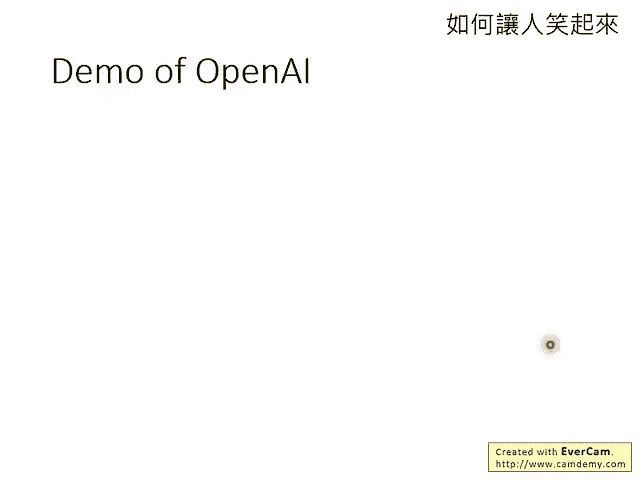 如何讓人笑起來
Demo of OpenAI
Created with EverCam.
http://www.camdemy.com